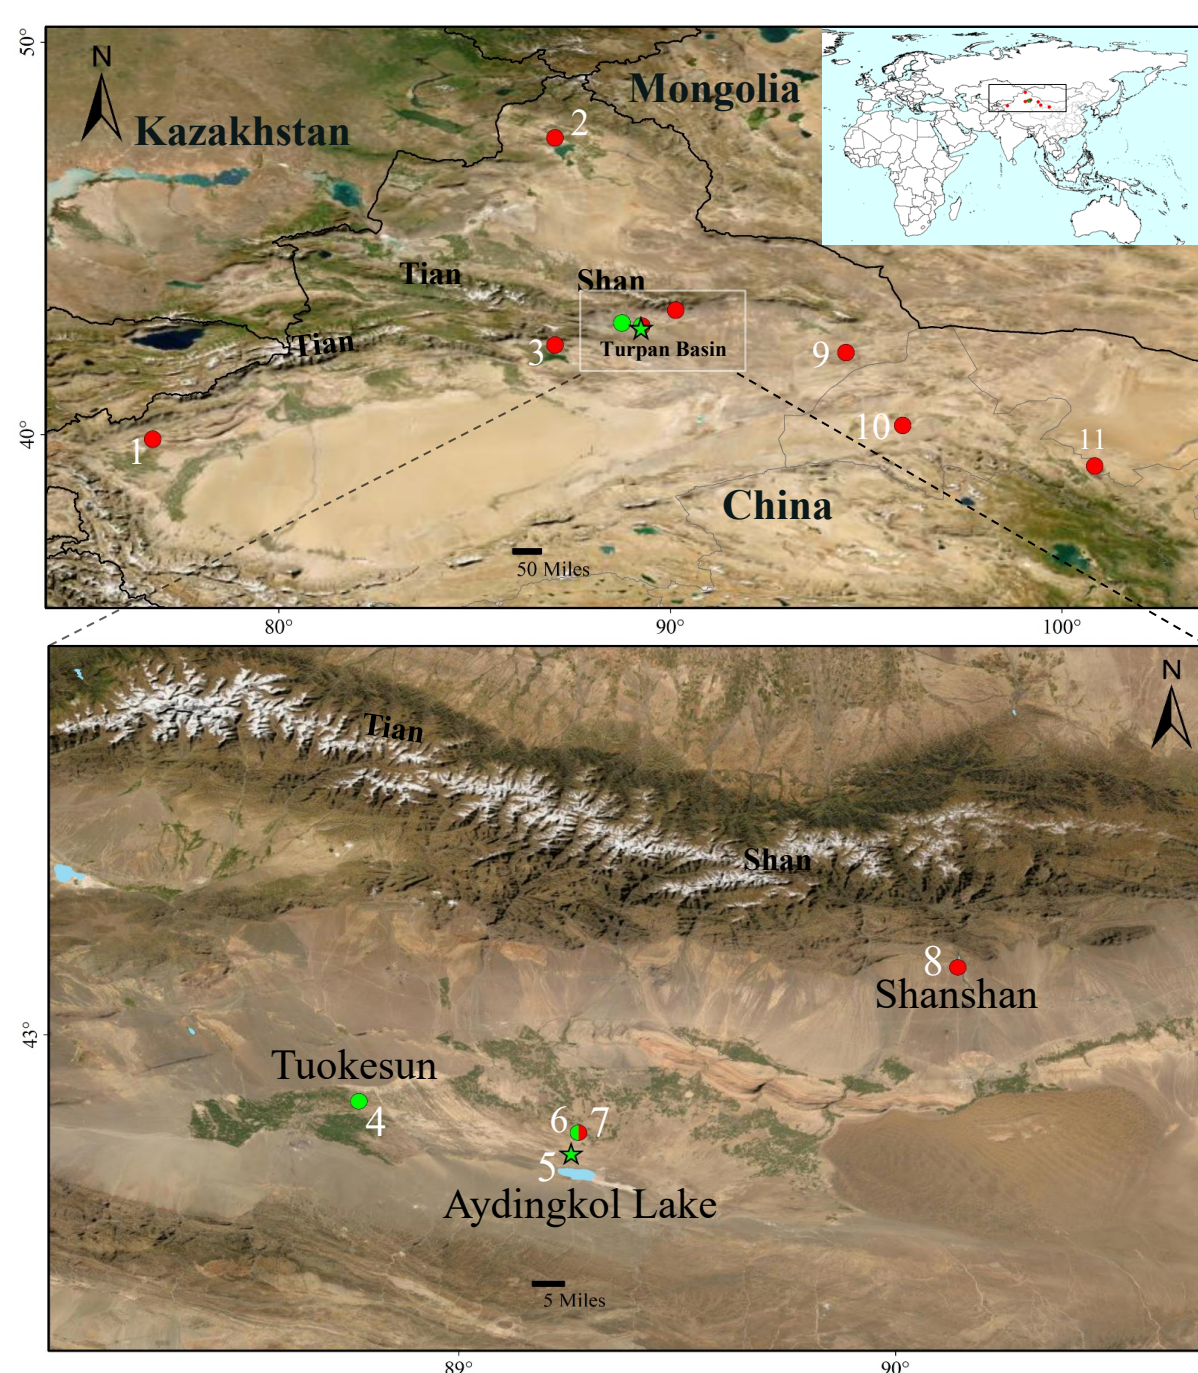 50°
N
Mongolia
Kazakhstan
2
Tian
Shan
Tian
3
Turpan Basin
9
40°
1
10
11
China
50 Miles
80°
90°
100°
N
Tian
Shan
8
Shanshan
43°
Tuokesun
4
6 7
5
Aydingkol Lake
5 Miles
89°
90°